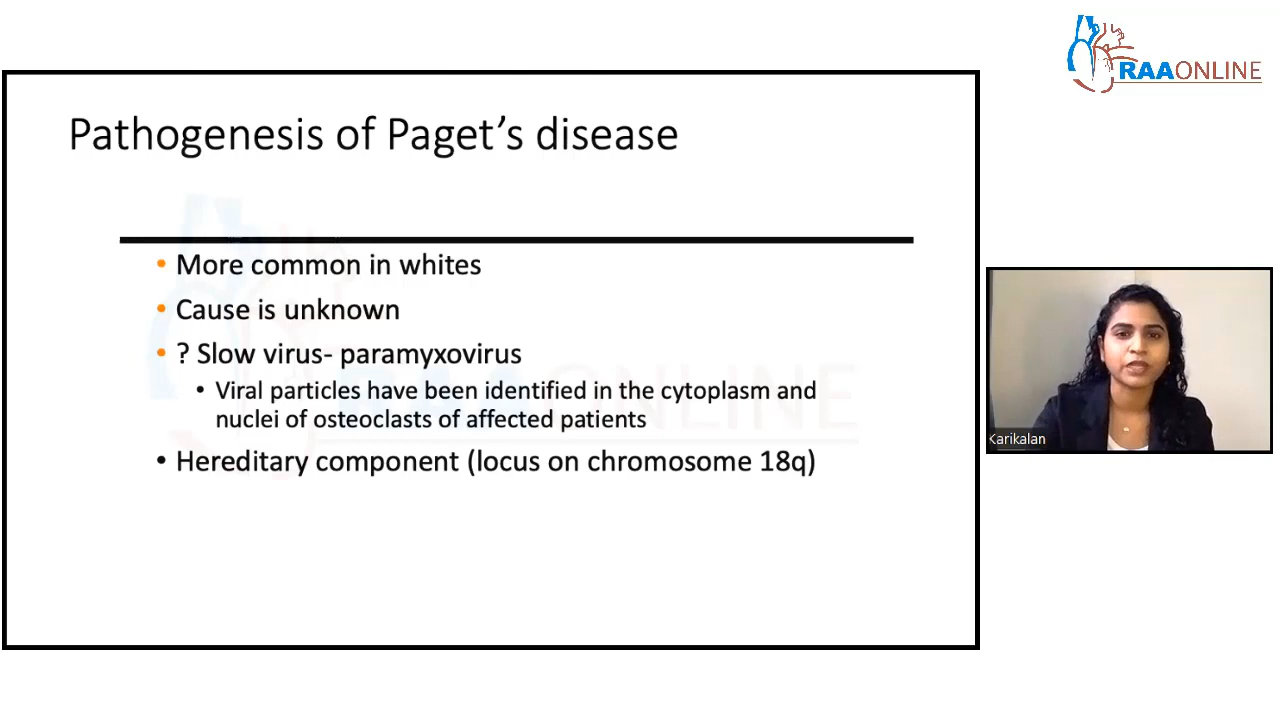 RAAONLINE
Pathogenesis of Paget’s disease
• More common in whites
• Cause is unknown
• ? Slow virus- paramyxovirus
• Viral particles have been identified in the cytoplasm and
nuclei of osteoclasts of affected patients
• Hereditary component (locus on chromosome 18q)
Karikalan